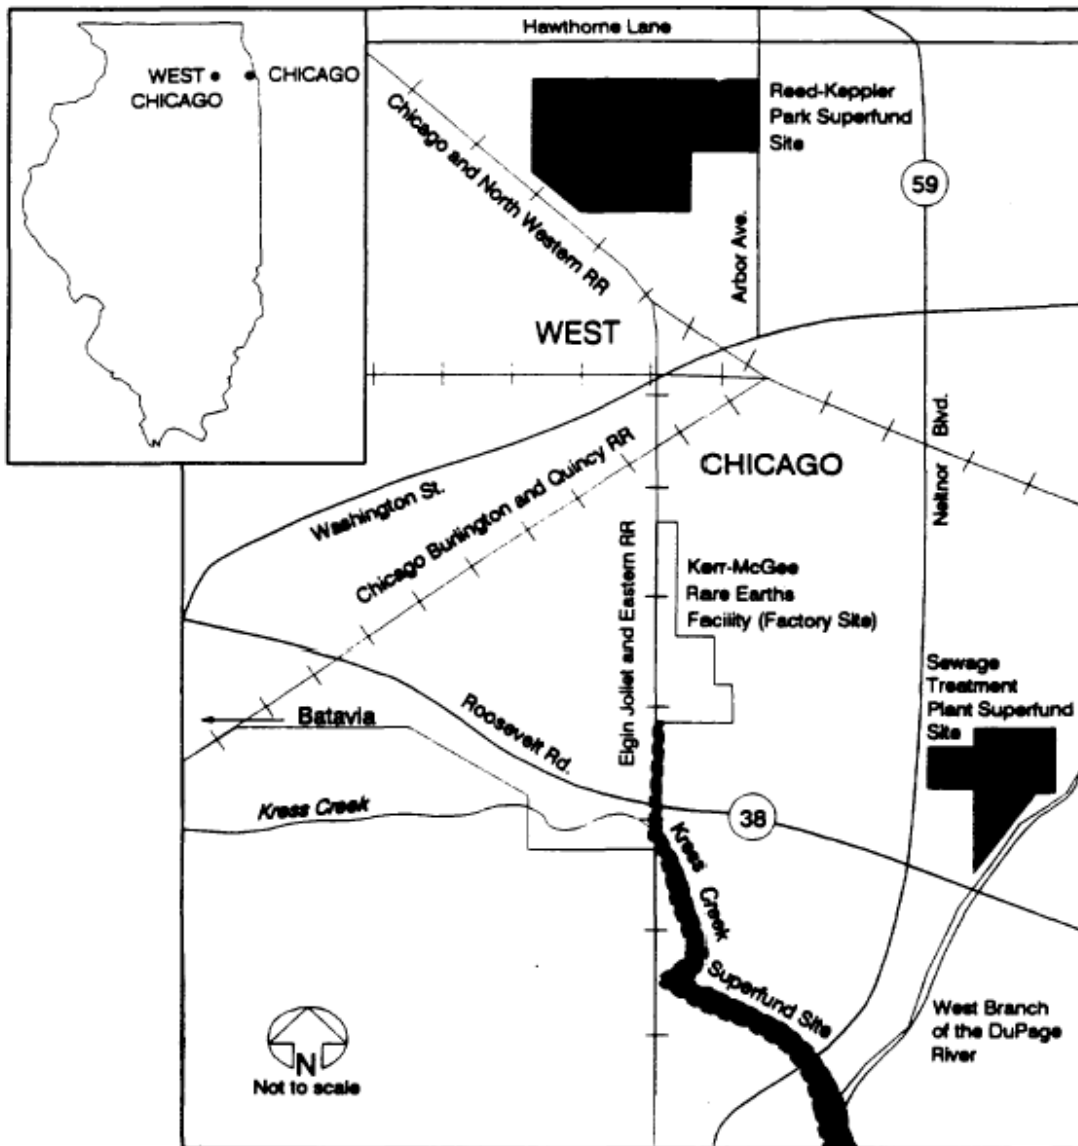 Hawthorne Lane
WEST
CHICAGO
CHICAGO
Reed-Keppler
Park Superfund
Site
Chicago and North Western RR
59
Arbor Ave.
WEST
CHICAGO
Neltnor Blvd.
Washington St.
Chicago Burlington and Quincy RR
Elgin Joliet and Eastern RR
Kerr-McGee
Rare Earths
Facility (Factory Site)
Sewage
Treatment
Plant Superfund
Site
Batavia
Roosevelt Rd.
Kress Creek
38
Kress Creek
Superfund Site
West Branch
of the DuPage
River
N
Not to scale